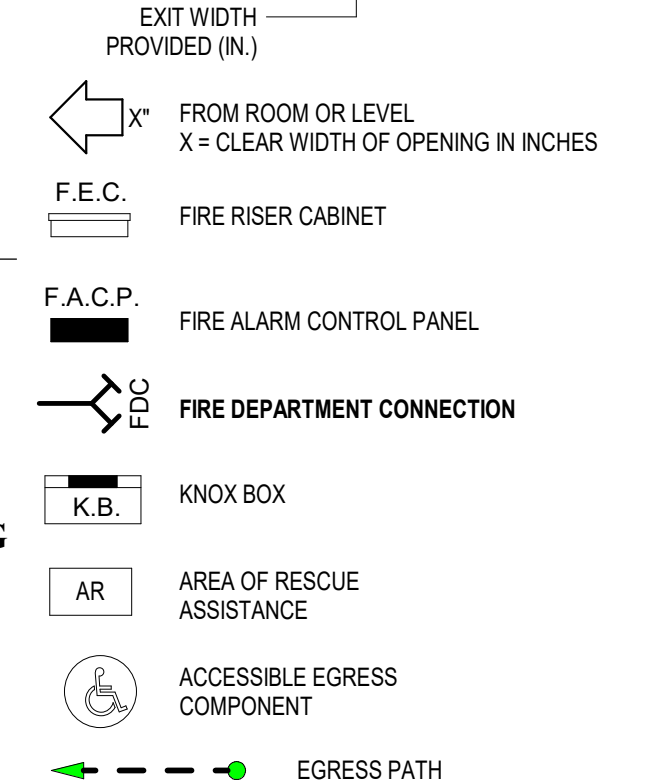 EXIT WIDTH
PROVIDED (IN.)
X" FROM ROOM OR LEVEL
X = CLEAR WIDTH OF OPENING IN INCHES
F.E.C.
FIRE RISER CABINET
F.A.C.P.
FIRE ALARM CONTROL PANEL
FDC
FIRE DEPARTMENT CONNECTION
K.B.
KNOX BOX
AR
AREA OF RESCUE
ASSISTANCE
ACCESSIBLE EGRESS
COMPONENT
EGRESS PATH